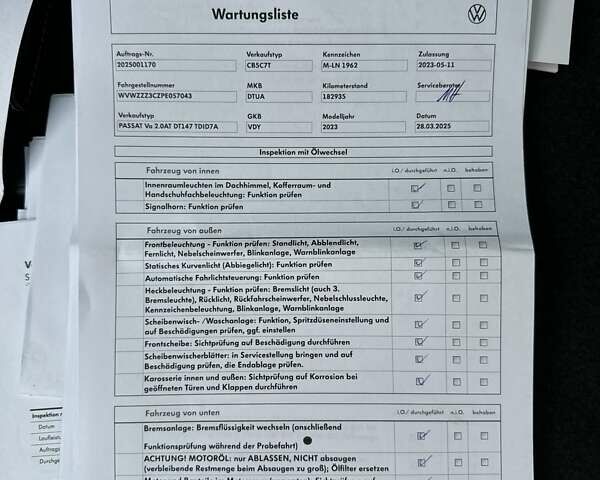 Wartungsliste
Auftrags-Nr. Verkaufstyp Kennzeichen Zulassung
2025001170 CB5C7T M-LN 1962 2023-05-11
Fahrgestellnummer MKB Kilometerstand Serviceberater
WVWZZZ3CZPE057043 DTUA 182935
Verkaufstyp GKB Modelljahr Datum
PASSAT Va 2.0AT DT147 TDID7A VDY 2023 28.03.2025
Inspektion mit Ölwechsel
Fahrzeug von innen i.O./ durchgeführt n.i.O. behoben
Innenraumleuchten im Dachhimmel, Kofferraum- und
Handschuhfachbeleuchtung: Funktion prüfen
Signalhorn: Funktion prüfen
Fahrzeug von außen i.O./ durchgeführt n.i.O. behoben
Frontbeleuchtung - Funktion prüfen: Standlicht, Abblendlicht,
Fernlicht, Nebelscheinwerfer, Blinkanlage, Warnblinkanlage
Statisches Kurvenlicht (Abbiegelicht): Funktion prüfen
Automatische Fahrlichtsteuerung: Funktion prüfen
Heckbeleuchtung - Funktion prüfen: Bremslicht (auch 3.
Bremsleuchte), Rücklicht, Rückfahrscheinwerfer, Nebelschlussleuchte,
Kennzeichenbeleuchtung, Blinkanlage, Warnblinkanlage
Scheibenwisch- /Waschanlage: Funktion, Spritzdüseneinstellung und
auf Beschädigungen prüfen, ggf. einstellen
Frontscheibe: Sichtprüfung auf Beschädigung durchführen
Scheibenwischerblätter: in Servicestellung bringen und auf
Beschädigung prüfen, die Endablage prüfen.
Karosserie innen und außen: Sichtprüfung auf Korrosion bei
geöffneten Türen und Klappen durchführen
Fahrzeug von unten i.O./ durchgeführt n.i.O. behoben
Bremsanlage: Bremsflüssigkeit wechseln (anschließend
Funktionsprüfung während der Probefahrt)
ACHTUNG! MOTORÖL: nur ABLASSEN, NICHT absaugen
(verbleibende Restmenge beim Absaugen zu groß); Ölfilter ersetzen
Inspektion
Datum
Laufleist
Auftrags
Durchge